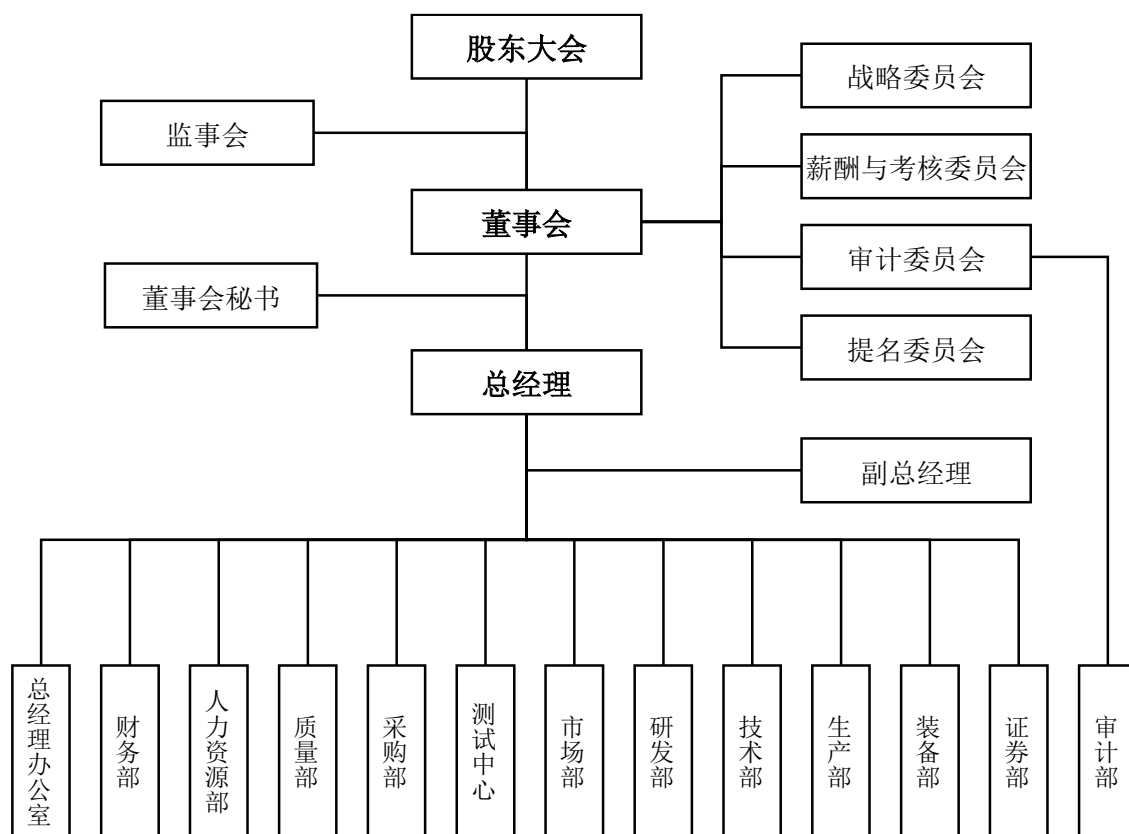 股东大会
战略委员会
监事会
薪酬与考核委员会
董事会
审计委员会
董事会秘书
提名委员会
总经理
副总经理
总经理办公室
财务部
人力资源部
质量部
采购部
测试中心
市场部
研发部
技术部
生产部
装备部
证券部
审计部